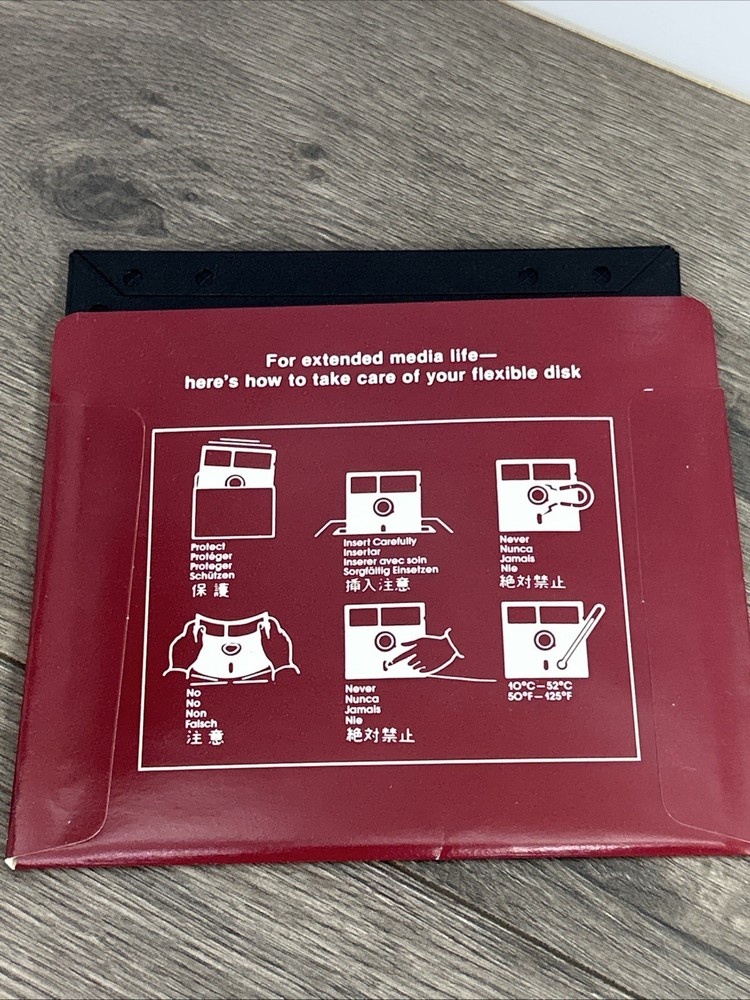 For extended media life—
here's how to take care of your flexible disk
Protect
Protéger
Proteger
Schützen
保護
Insert Carefully
Insertar
Inserer avec soin
Sorgfältig Einsetzen
挿入注意
Never
Nunca
Jamais
Nie
絶対禁止
No
No
Non
Falsch
注意
Never
Nunca
Jamais
Nie
絶対禁止
10°C–52°C
50°F–125°F